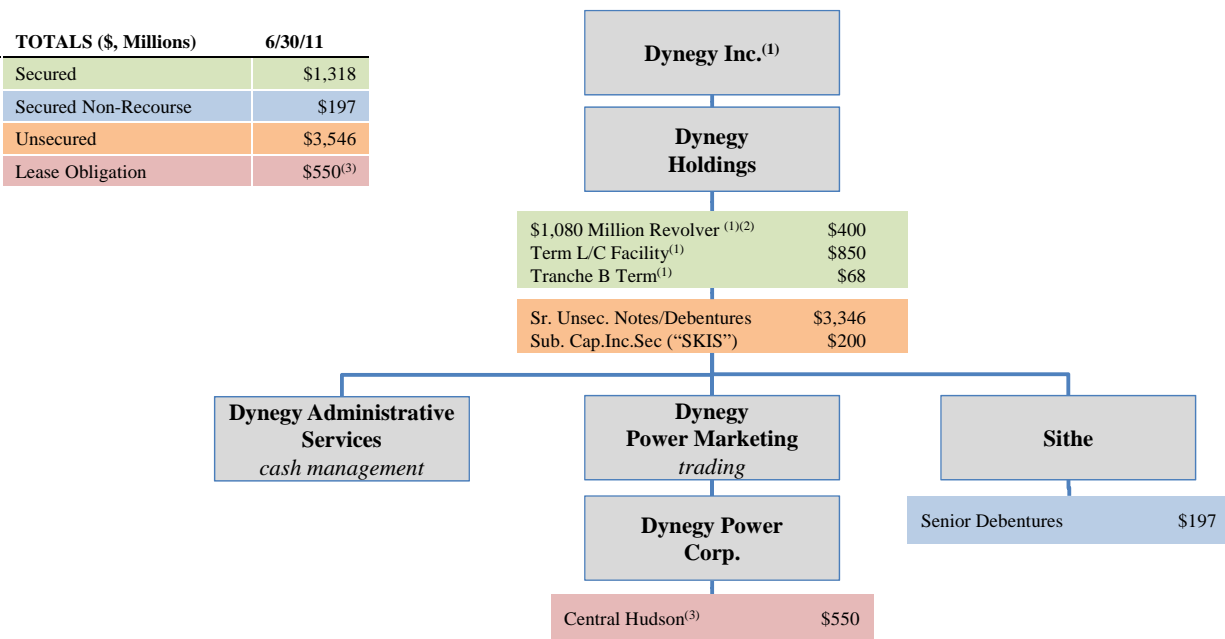 TOTALS ($, Millions) 6/30/11
Secured $1,318
Secured Non-Recourse $197
Unsecured $3,546
Lease Obligation $550(3)
Dynegy Inc.(1)
Dynegy
Holdings
$1,080 Million Revolver (1)(2) $400
Term L/C Facility(1) $850
Tranche B Term(1) $68
Sr. Unsec. Notes/Debentures $3,346
Sub. Cap.Inc.Sec (“SKIS”) $200
Dynegy Administrative
Services
cash management
Dynegy
Power Marketing
trading
Sithe
Senior Debentures $197
Dynegy Power
Corp.
Central Hudson(3) $550